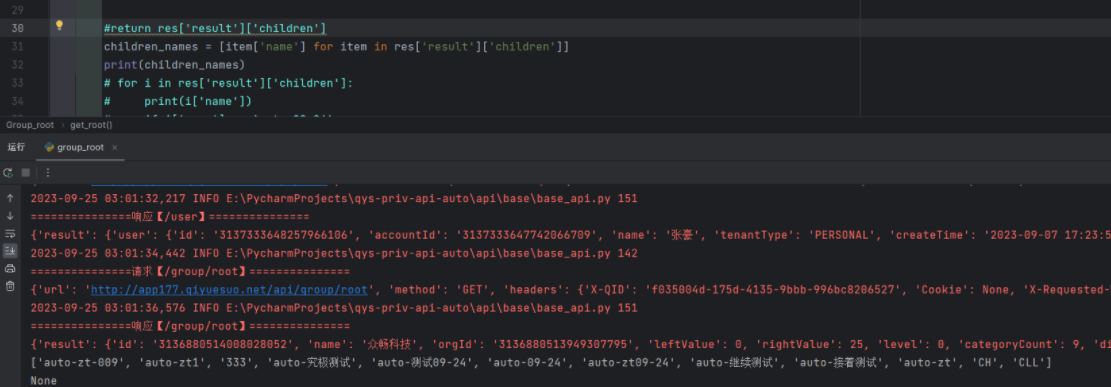 29
30 #return res['result']['children']
31 children_names = [item['name'] for item in res['result']['children']]
32 print(children_names)
33 # for i in res['result']['children']:
34 #     print(i['name'])
Group_root > get_root()
运行 group_root ×
2023-09-25 03:01:32,217 INFO E:\PycharmProjects\qys-priv-api-auto\api\base\base_api.py 151
===============响应【/user】===============
{'result': {'user': {'id': '3137333648257966106', 'accountId': '3137333647742066709', 'name': '张豪', 'tenantType': 'PERSONAL', 'createTime': '2023-09-07 17:23:5
2023-09-25 03:01:34,442 INFO E:\PycharmProjects\qys-priv-api-auto\api\base\base_api.py 142
===============请求【/group/root】===============
{'url': 'http://app177.qiyuesuo.net/api/group/root', 'method': 'GET', 'headers': {'X-QID': 'f035004d-175d-4135-9bbb-996bc8206527', 'Cookie': None, 'X-Requested-
2023-09-25 03:01:36,576 INFO E:\PycharmProjects\qys-priv-api-auto\api\base\base_api.py 151
===============响应【/group/root】===============
{'result': {'id': '3136880514008028052', 'name': '众畅科技', 'orgId': '3136880513949307795', 'leftValue': 0, 'rightValue': 25, 'level': 0, 'categoryCount': 9, 'di
['auto-zt-009', 'auto-zt1', '333', 'auto-究极测试', 'auto-测试09-24', 'auto-09-24', 'auto-zt09-24', 'auto-继续测试', 'auto-接着测试', 'auto-zt', 'CH', 'CLL']
None